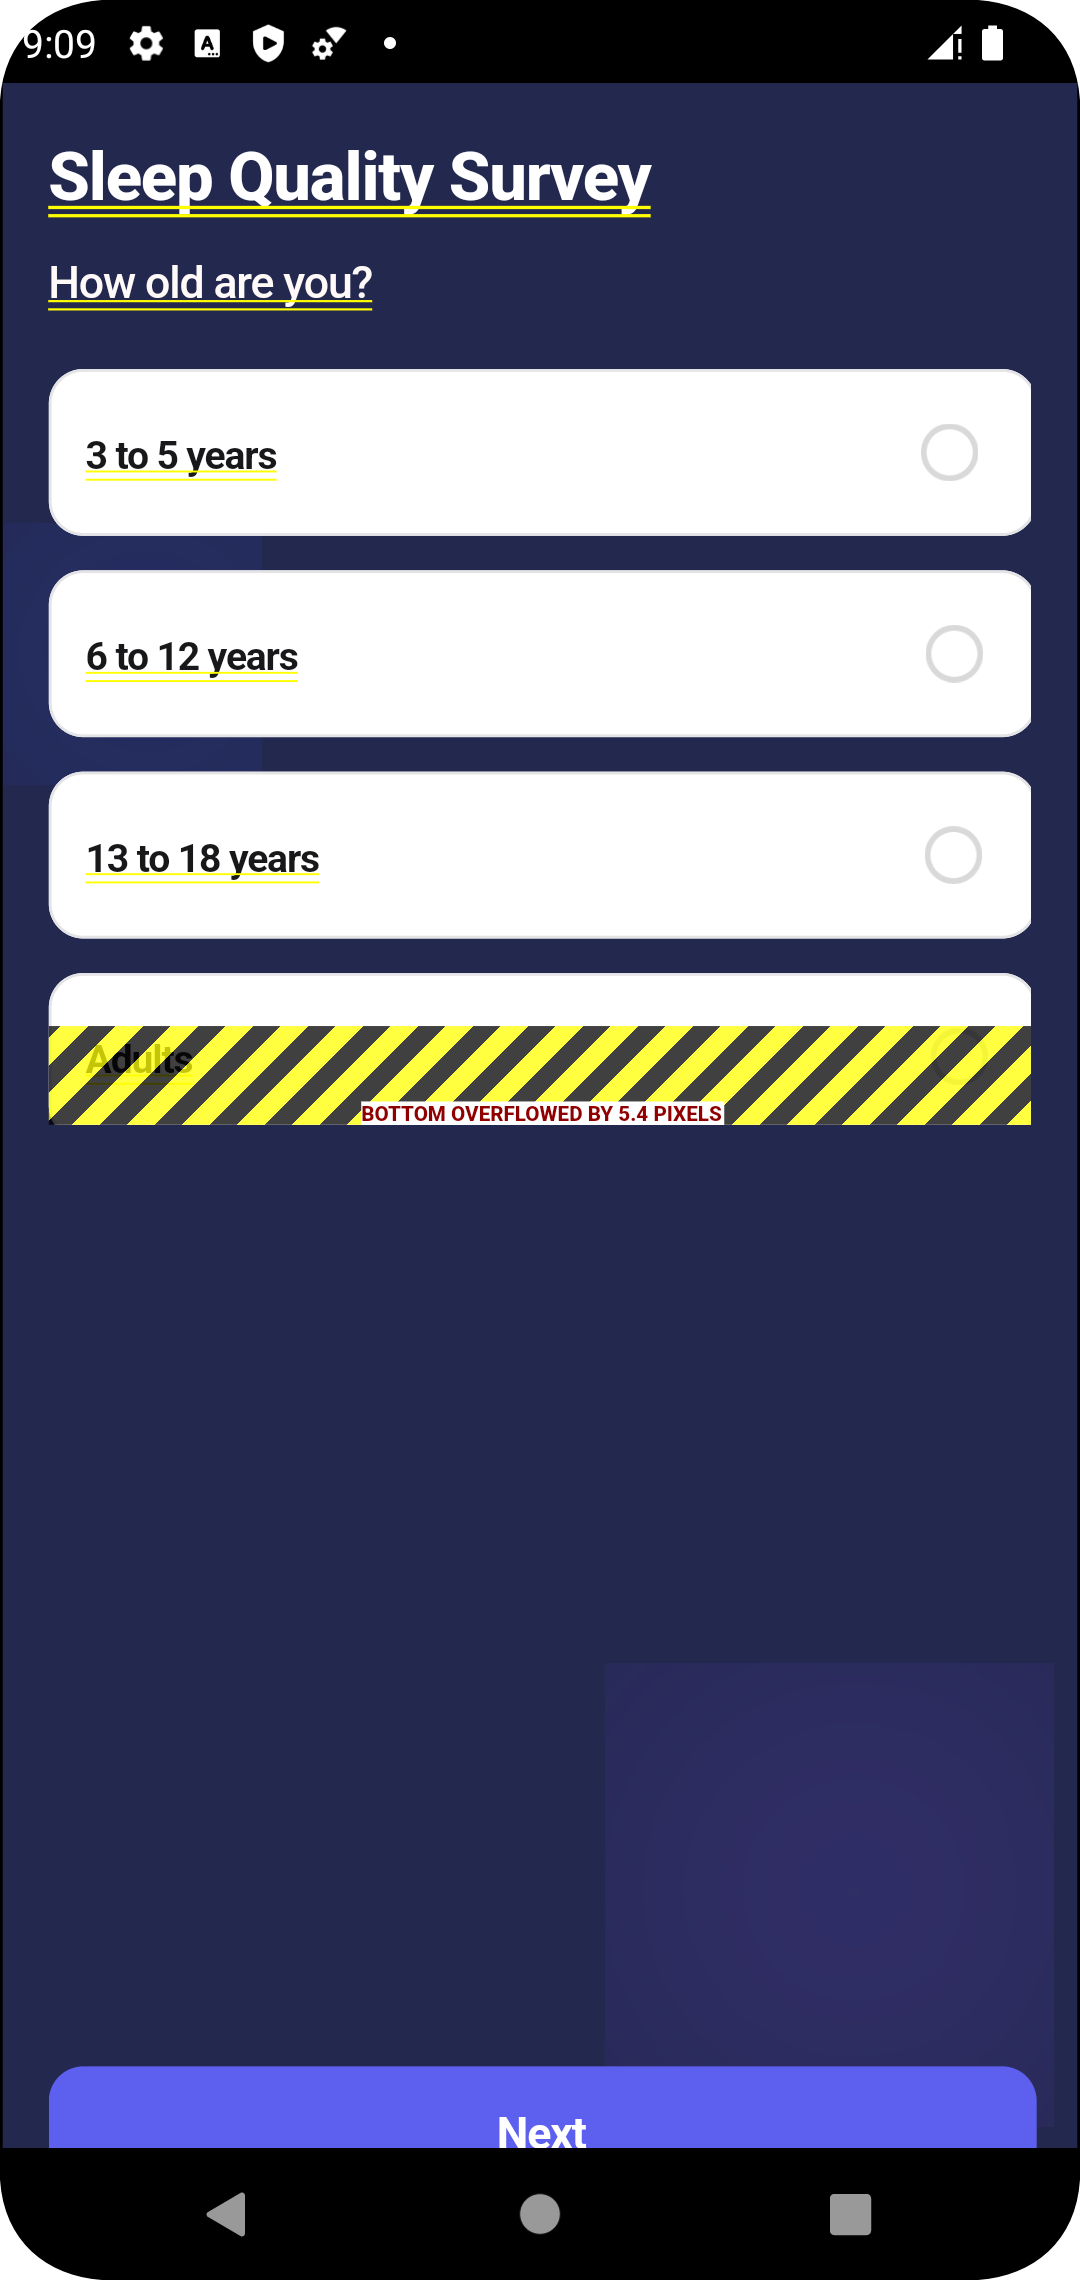 9:09
Sleep Quality Survey
How old are you?
3 to 5 years
6 to 12 years
13 to 18 years
Adults
BOTTOM OVERFLOWED BY 5.4 PIXELS
Next